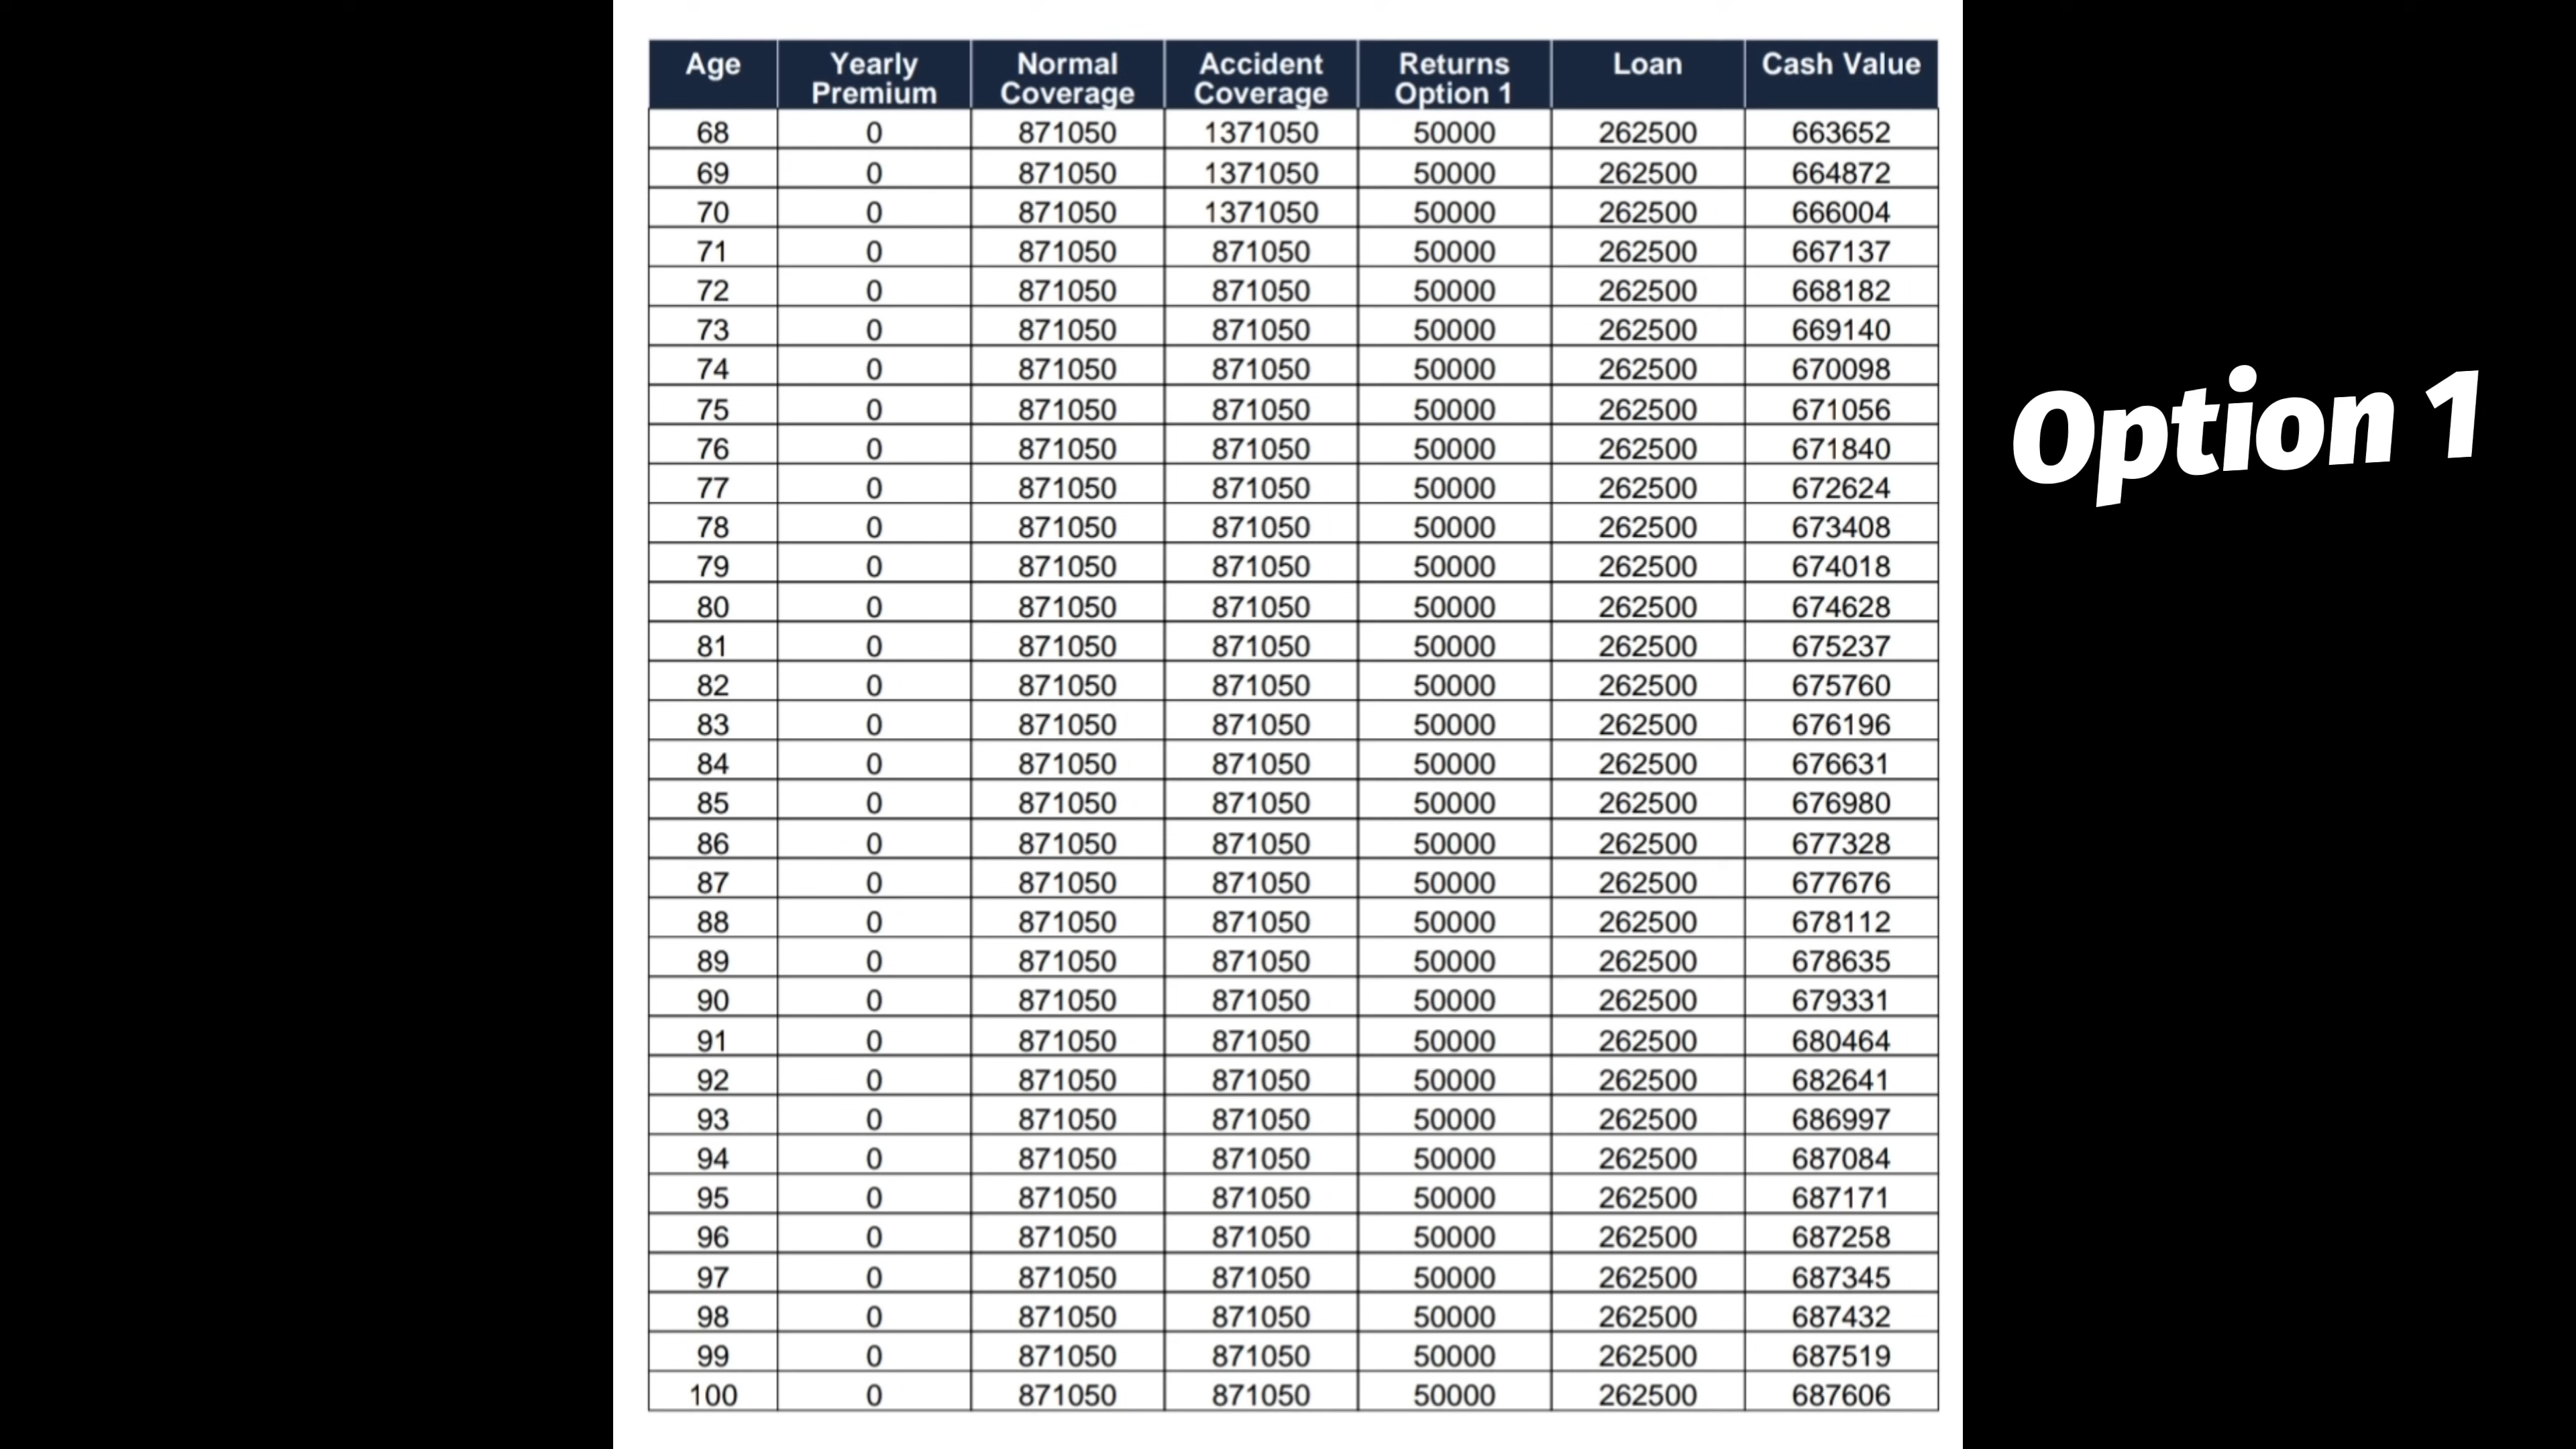 Age Yearly Premium Normal Coverage Accident Coverage Returns Option 1 Loan Cash Value
68 0 871050 1371050 50000 262500 663652
69 0 871050 1371050 50000 262500 664872
70 0 871050 1371050 50000 262500 666004
71 0 871050 871050 50000 262500 667137
72 0 871050 871050 50000 262500 668182
73 0 871050 871050 50000 262500 669140
74 0 871050 871050 50000 262500 670098
75 0 871050 871050 50000 262500 671056
76 0 871050 871050 50000 262500 671840
77 0 871050 871050 50000 262500 672624
78 0 871050 871050 50000 262500 673408
79 0 871050 871050 50000 262500 674018
80 0 871050 871050 50000 262500 674628
81 0 871050 871050 50000 262500 675237
82 0 871050 871050 50000 262500 675760
83 0 871050 871050 50000 262500 676196
84 0 871050 871050 50000 262500 676631
85 0 871050 871050 50000 262500 676980
86 0 871050 871050 50000 262500 677328
87 0 871050 871050 50000 262500 677676
88 0 871050 871050 50000 262500 678112
89 0 871050 871050 50000 262500 678635
90 0 871050 871050 50000 262500 679331
91 0 871050 871050 50000 262500 680464
92 0 871050 871050 50000 262500 682641
93 0 871050 871050 50000 262500 686997
94 0 871050 871050 50000 262500 687084
95 0 871050 871050 50000 262500 687171
96 0 871050 871050 50000 262500 687258
97 0 871050 871050 50000 262500 687345
98 0 871050 871050 50000 262500 687432
99 0 871050 871050 50000 262500 687519
100 0 871050 871050 50000 262500 687606
Option 1